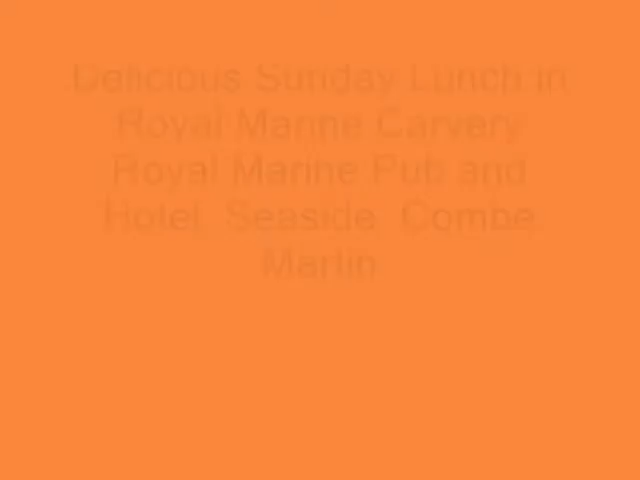 Delicious Sunday Lunch in
Royal Marine Carvery
Royal Marine Pub and
Hotel Seaside Combe
Martin